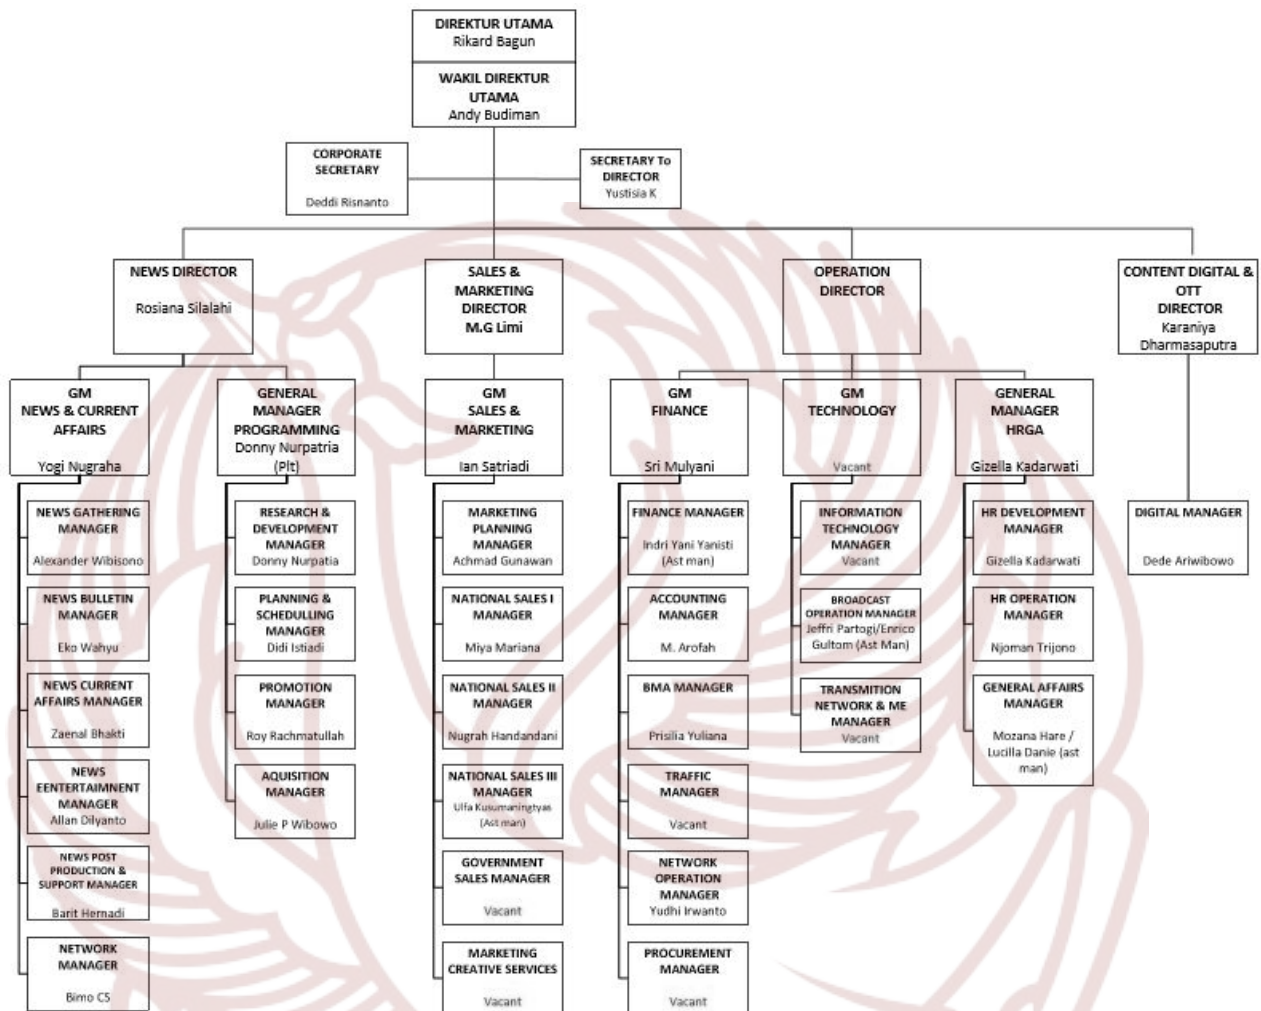 DIREKTUR UTAMA
Rikard Bagun
WAKIL DIREKTUR
UTAMA
Andy Budiman
CORPORATE
SECRETARY
Deddi Risnanto
SECRETARY To
DIRECTOR
Yustisia K
NEWS DIRECTOR
Rosiana Silalahi
SALES &
MARKETING
DIRECTOR
M.G Limi
OPERATION
DIRECTOR
CONTENT DIGITAL &
OTT
DIRECTOR
Karaniya
Dharmasaputra
GM
NEWS & CURRENT
AFFAIRS
Yogi Nugraha
GENERAL
MANAGER
PROGRAMMING
Donny Nurpatria
(Plt)
GM
SALES &
MARKETING
Ian Satriadi
GM
FINANCE
Sri Mulyani
GM
TECHNOLOGY
Vacant
GENERAL
MANAGER
HRGA
Gizella Kadarwati
NEWS GATHERING
MANAGER
Alexander Wibisono
NEWS BULLETIN
MANAGER
Eko Wahyu
NEWS CURRENT
AFFAIRS MANAGER
Zaenal Bhakti
NEWS
EENTERTAIMNENT
MANAGER
Allan Dilyanto
NEWS POST
PRODUCTION &
SUPPORT MANAGER
Barit Hernadi
NETWORK
MANAGER
Bimo CS
RESEARCH &
DEVELOPMENT
MANAGER
Donny Nurpatia
PLANNING &
SCHEDULLING
MANAGER
Didi Istiadi
PROMOTION
MANAGER
Roy Rachmatullah
AQUISITION
MANAGER
Julie P Wibowo
MARKETING
PLANNING
MANAGER
Achmad Gunawan
NATIONAL SALES I
MANAGER
Miya Mariana
NATIONAL SALES II
MANAGER
Nugrah Handandani
NATIONAL SALES III
MANAGER
Ulfa Kusumaningtyas
(Ast man)
GOVERNMENT
SALES MANAGER
Vacant
MARKETING
CREATIVE SERVICES
Vacant
FINANCE MANAGER
Indri Yani Yanisti
(Ast man)
ACCOUNTING
MANAGER
M. Arofah
BMA MANAGER
Prisilia Yuliana
TRAFFIC
MANAGER
Vacant
NETWORK
OPERATION
MANAGER
Yudhi Irwanto
PROCUREMENT
MANAGER
Vacant
INFORMATION
TECHNOLOGY
MANAGER
Vacant
BROADCAST
OPERATION MANAGER
Jeffri Partogi/Enrico
Gultom (Ast Man)
TRANSMITION
NETWORK & ME
MANAGER
Vacant
HR DEVELOPMENT
MANAGER
Gizella Kadarwati
HR OPERATION
MANAGER
Njoman Trijono
GENERAL AFFAIRS
MANAGER
Mozana Hare /
Lucilla Danie (ast
man)
DIGITAL MANAGER
Dede Ariwibowo